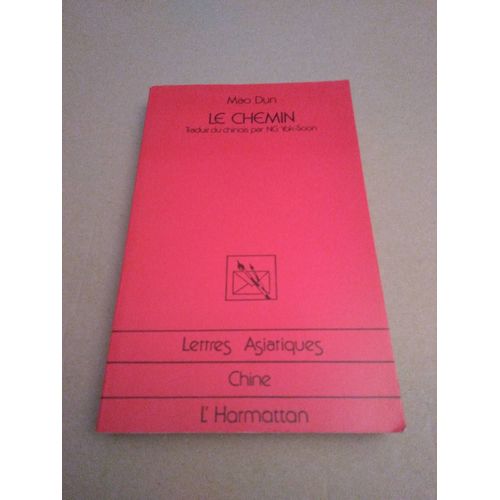 Mao Dun
LE CHEMIN
Traduit du chinois par NG Yok-Soon
Lettres Asiatiques
Chine
L'Harmattan